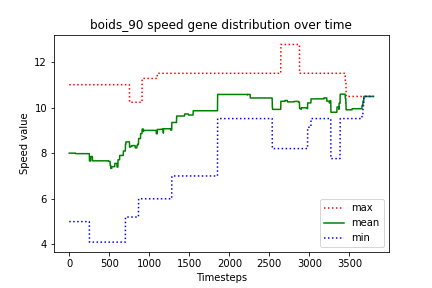 boids_90 speed gene distribution over time
Speed value
12
10
8
6
4
0
500
1000
1500
2000
2500
3000
3500
Timesteps
max
mean
min